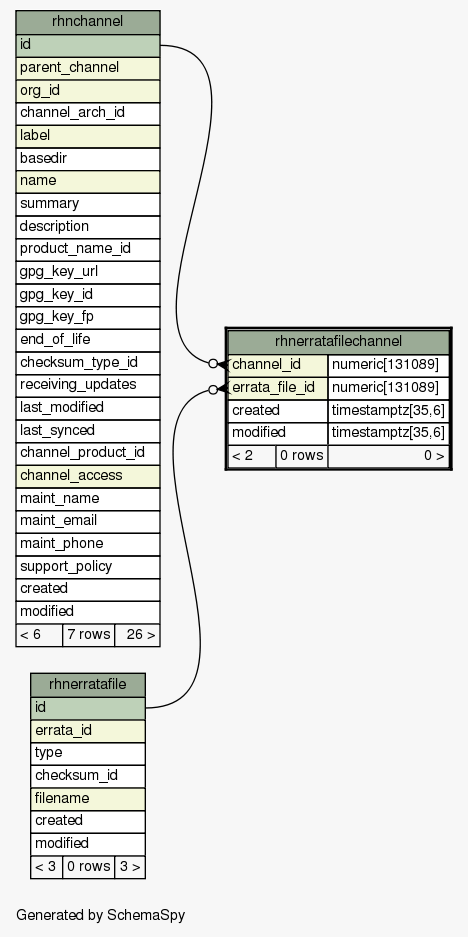 rhnchannel
id
parent_channel
org_id
channel_arch_id
label
basedir
name
summary
description
product_name_id
gpg_key_url
gpg_key_id
gpg_key_fp
end_of_life
checksum_type_id
receiving_updates
last_modified
last_synced
channel_product_id
channel_access
maint_name
maint_email
maint_phone
support_policy
created
modified
< 6 7 rows 26 >
rhnerratafilechannel
channel_id numeric[131089]
errata_file_id numeric[131089]
created timestamptz[35,6]
modified timestamptz[35,6]
< 2 0 rows 0 >
rhnerratafile
id
errata_id
type
checksum_id
filename
created
modified
< 3 0 rows 3 >
Generated by SchemaSpy